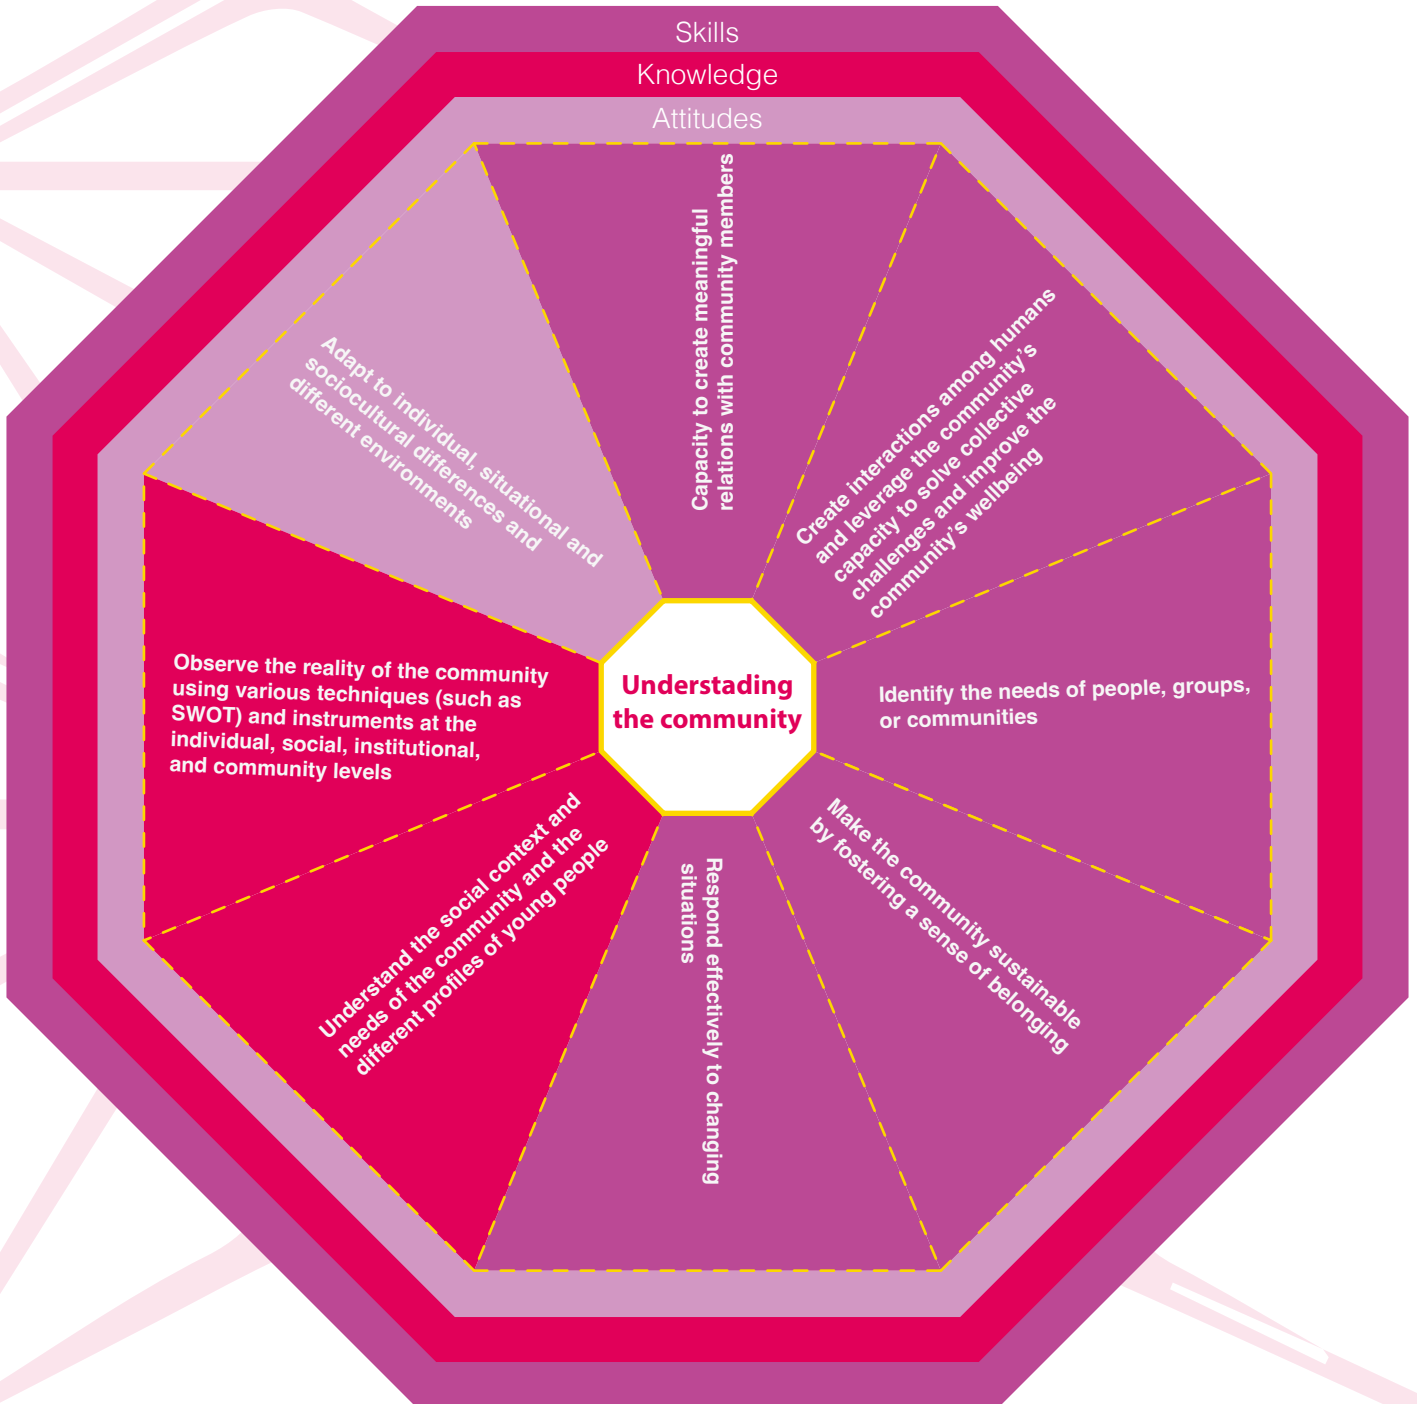 Skills
Knowledge
Attitudes
Capacity to create meaningful
relations with community members
Create interactions among humans
and leverage the community’s
capacity to solve collective
challenges and improve the
community’s wellbeing
Identify the needs of people, groups,
or communities
Make the community sustainable
by fostering a sense of belonging
Respond effectively to changing
situations
Understand the social context and
needs of the community and the
different profiles of young people
Observe the reality of the community
using various techniques (such as
SWOT) and instruments at the
individual, social, institutional,
and community levels
Adapt to individual, situational and
sociocultural differences and
different environments
Understading
the community